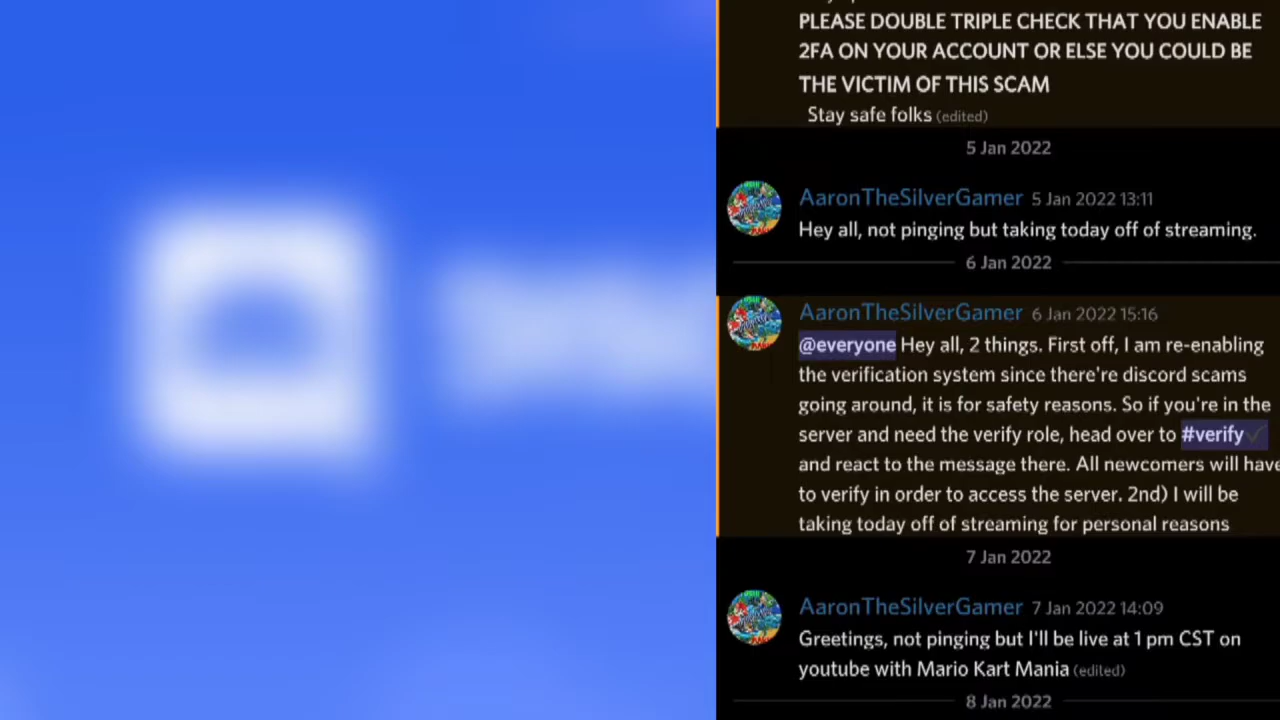 PLEASE DOUBLE TRIPLE CHECK THAT YOU ENABLE
2FA ON YOUR ACCOUNT OR ELSE YOU COULD BE
THE VICTIM OF THIS SCAM
Stay safe folks (edited)
5 Jan 2022
AaronTheSilverGamer 5 Jan 2022 13:11
Hey all, not pinging but taking today off of streaming.
6 Jan 2022
AaronTheSilverGamer 6 Jan 2022 15:16
@everyone Hey all, 2 things. First off, I am re-enabling
the verification system since there're discord scams
going around, it is for safety reasons. So if you're in the
server and need the verify role, head over to #verify✓
and react to the message there. All newcomers will have
to verify in order to access the server. 2nd) I will be
taking today off of streaming for personal reasons
7 Jan 2022
AaronTheSilverGamer 7 Jan 2022 14:09
Greetings, not pinging but I'll be live at 1 pm CST on
youtube with Mario Kart Mania (edited)
8 Jan 2022